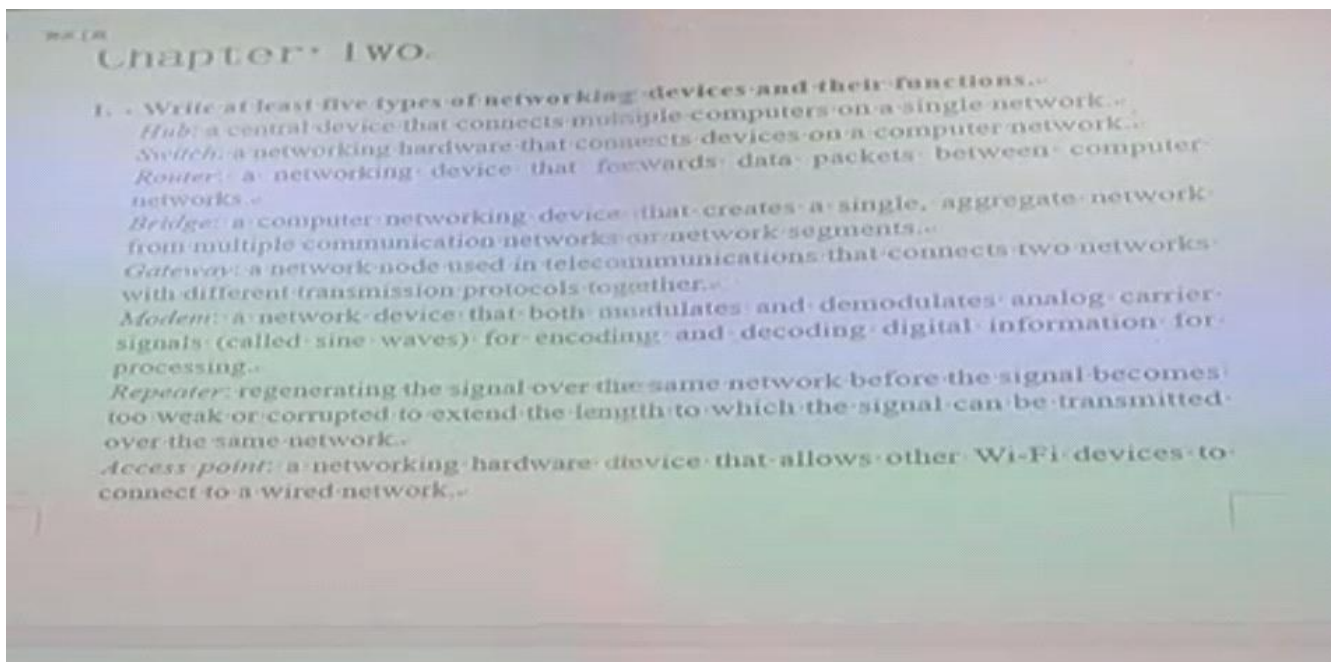 Chapter Two.
1. Write at least five types of networking devices and their functions.
Hub: a central device that connects multiple computers on a single network.
Switch: a networking hardware that connects devices on a computer network.
Router: a networking device that forwards data packets between computer
networks.
Bridge: a computer networking device that creates a single, aggregate network
from multiple communication networks or network segments.
Gateway: a network node used in telecommunications that connects two networks
with different transmission protocols together.
Modem: a network device that both modulates and demodulates analog carrier
signals (called sine waves) for encoding and decoding digital information for
processing.
Repeater: regenerating the signal over the same network before the signal becomes
too weak or corrupted to extend the length to which the signal can be transmitted
over the same network.
Access point: a networking hardware device that allows other Wi-Fi devices to
connect to a wired network.